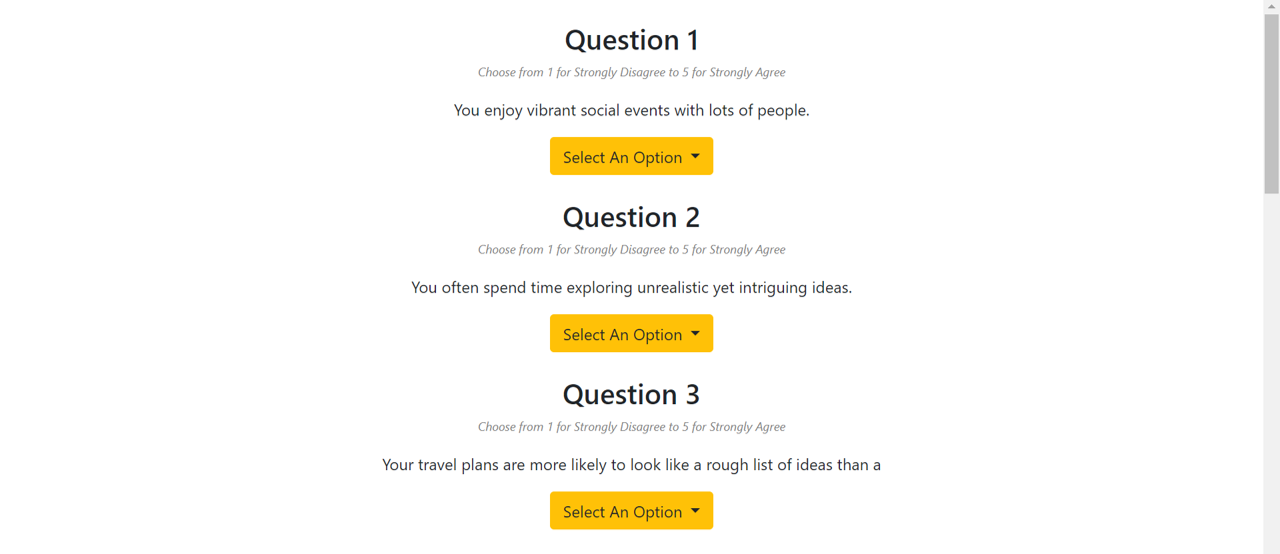 Question 1
Choose from 1 for Strongly Disagree to 5 for Strongly Agree
You enjoy vibrant social events with lots of people.
Select An Option
Question 2
Choose from 1 for Strongly Disagree to 5 for Strongly Agree
You often spend time exploring unrealistic yet intriguing ideas.
Select An Option
Question 3
Choose from 1 for Strongly Disagree to 5 for Strongly Agree
Your travel plans are more likely to look like a rough list of ideas than a
Select An Option